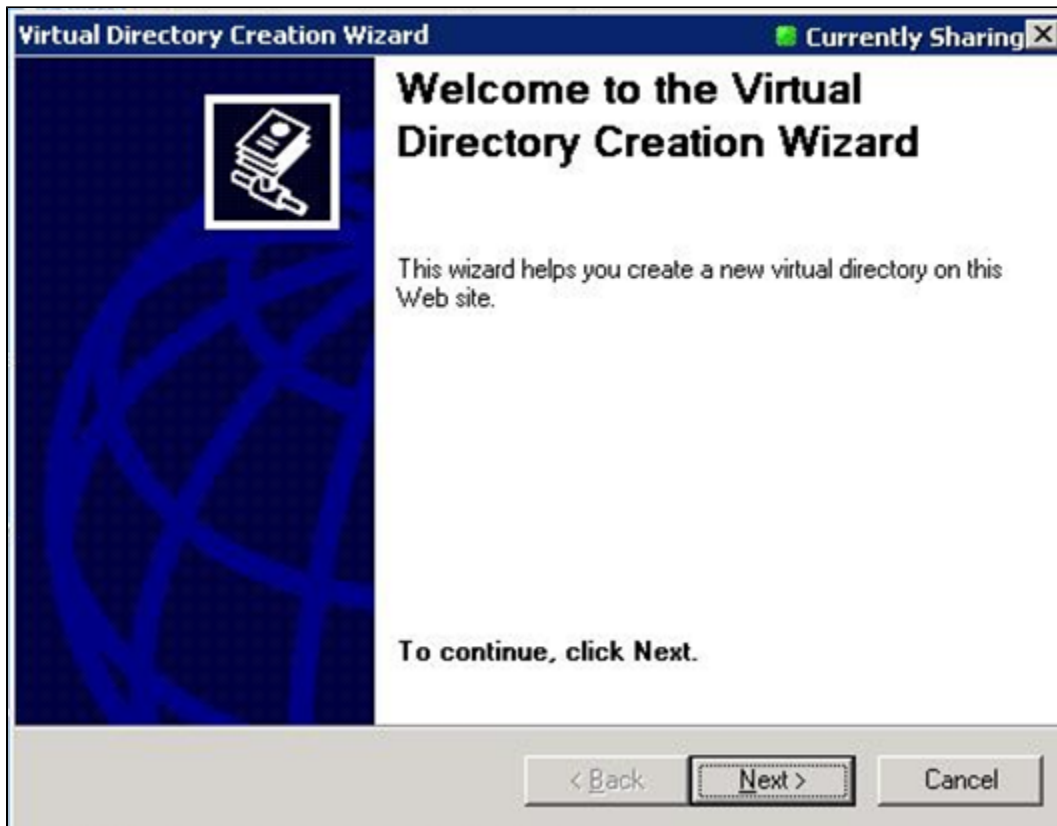 Virtual Directory Creation Wizard
Currently Sharing
Welcome to the Virtual
Directory Creation Wizard
This wizard helps you create a new virtual directory on this
Web site.
To continue, click Next.
< Back
Next >
Cancel